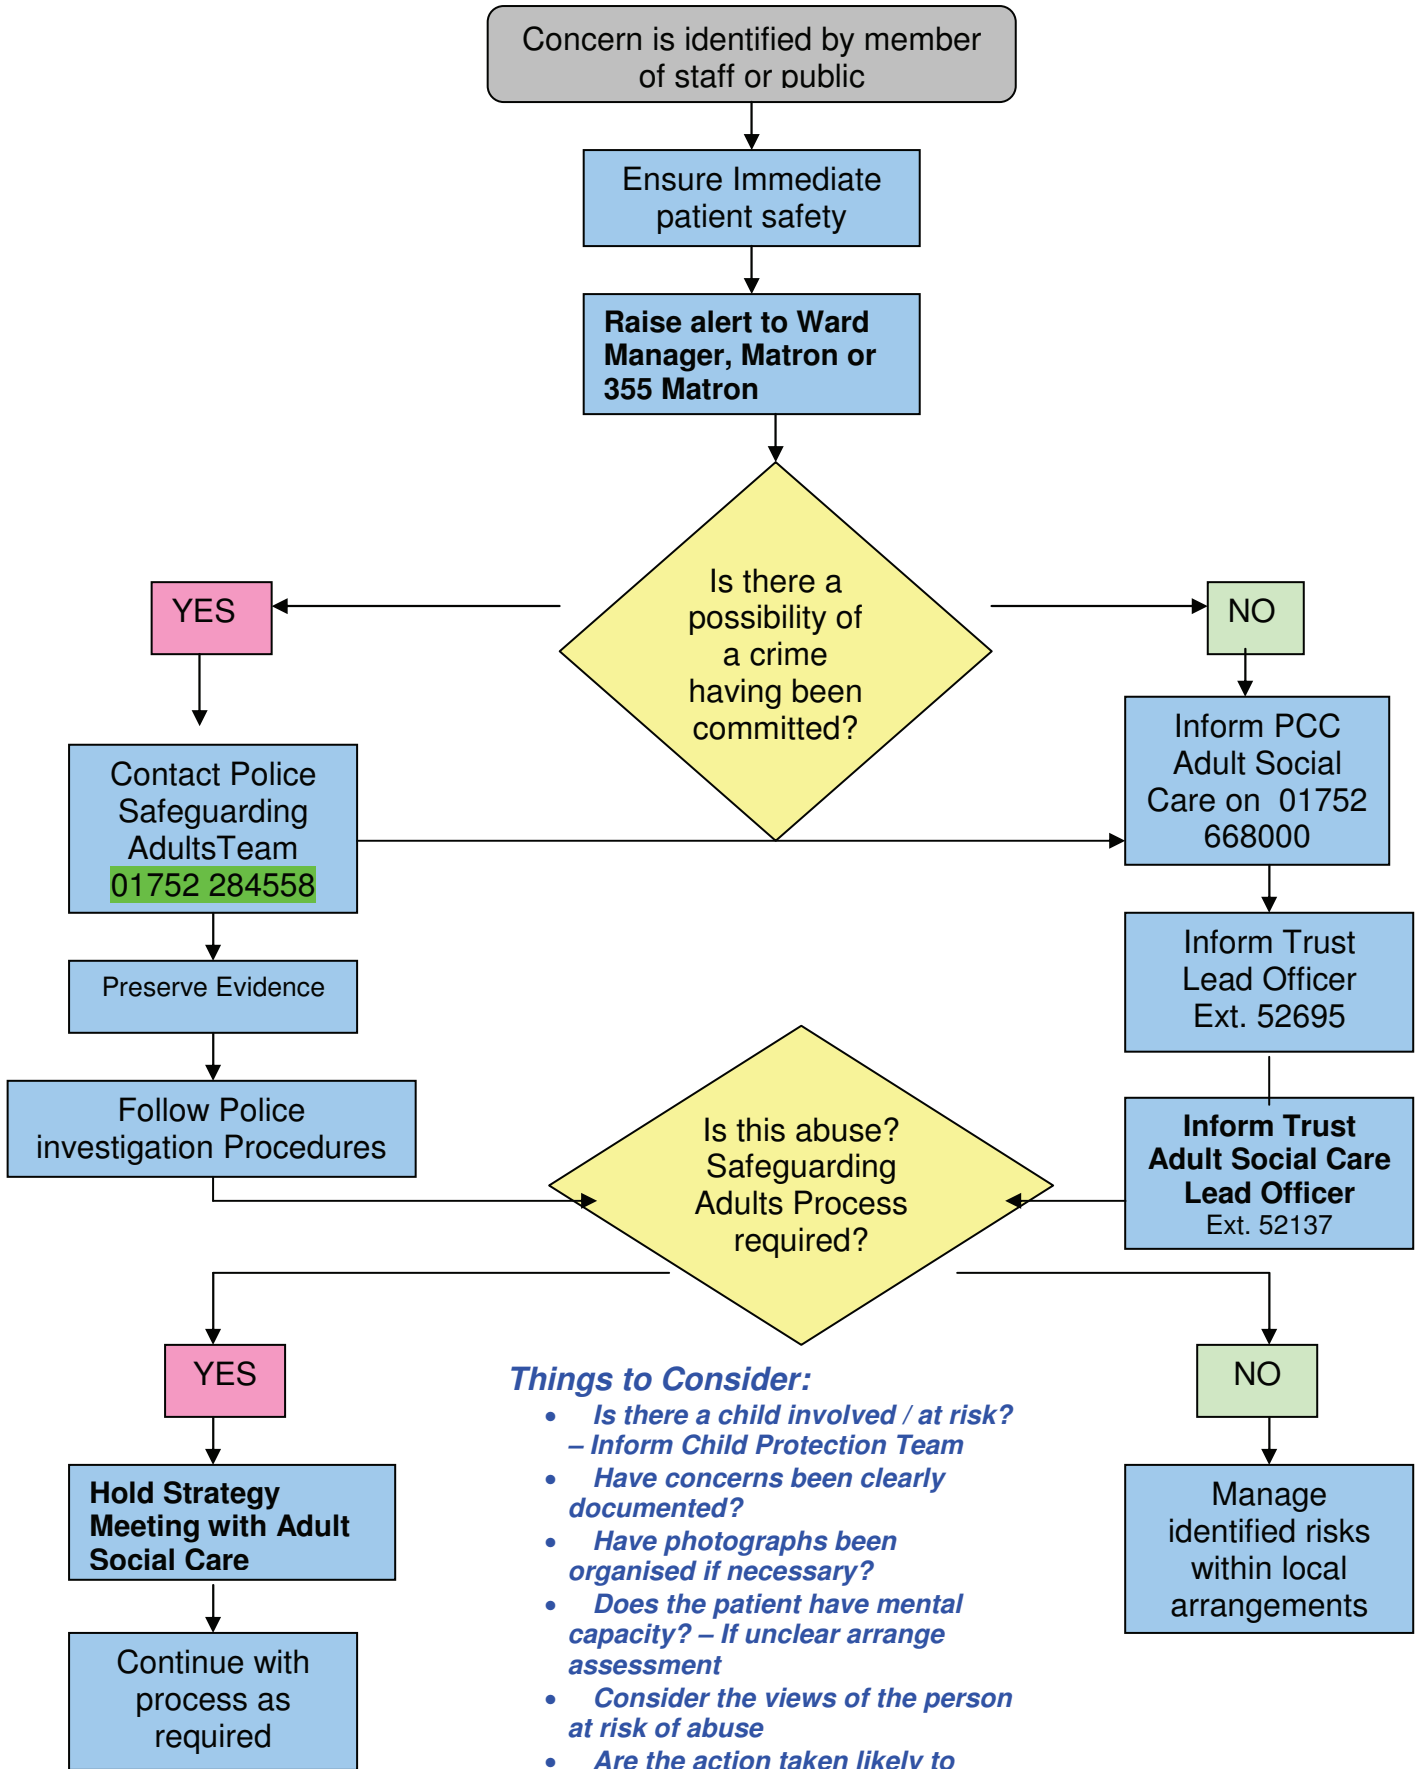 Concern is identified by member
of staff or public
Ensure Immediate
patient safety
Raise alert to Ward
Manager, Matron or
355 Matron
Is there a
possibility of
a crime
having been
committed?
YES
NO
Contact Police
Safeguarding
AdultsTeam
01752 284558
Inform PCC
Adult Social
Care on 01752
668000
Preserve Evidence
Inform Trust
Lead Officer
Ext. 52695
Follow Police
investigation Procedures
Inform Trust
Adult Social Care
Lead Officer
Ext. 52137
Is this abuse?
Safeguarding
Adults Process
required?
YES
NO
Hold Strategy
Meeting with Adult
Social Care
Continue with
process as
required
Things to Consider:
• Is there a child involved / at risk?
– Inform Child Protection Team
• Have concerns been clearly
documented?
• Have photographs been
organised if necessary?
• Does the patient have mental
capacity? – If unclear arrange
assessment
• Consider the views of the person
at risk of abuse
• Are the action taken likely to
Manage
identified risks
within local
arrangements